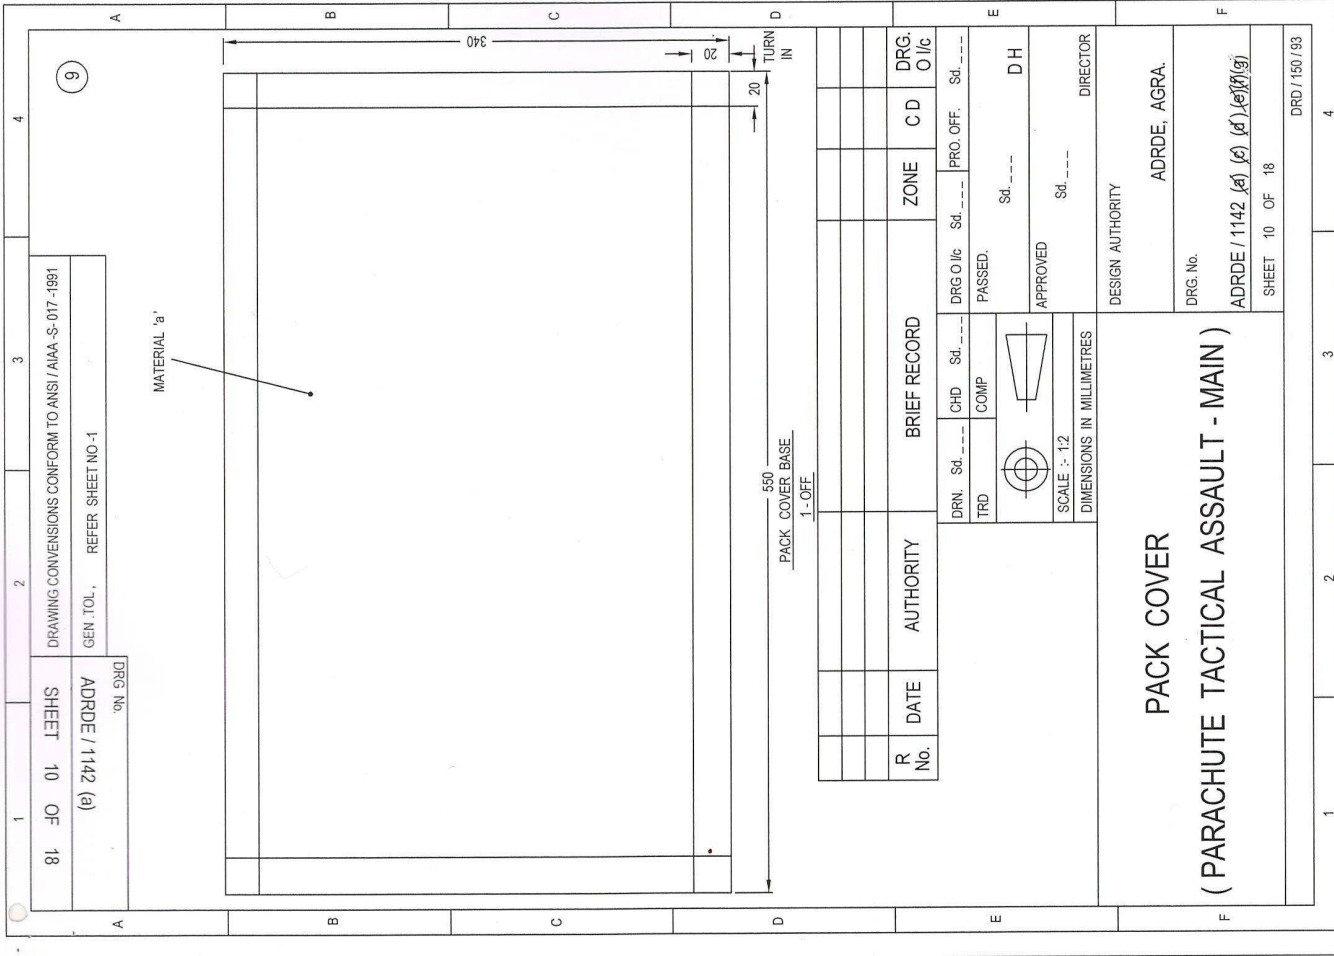 1 2 3 4
A B C D E F
SHEET 10 OF 18
DRAWING CONVENSIONS CONFORM TO ANSI / AIAA -S- 017 -1991
DRG No.
ADRDE / 1142 (a)
GEN .TOL , REFER SHEET NO -1
9
MATERIAL 'a'
340
20
TURN
IN
20
550
PACK COVER BASE
1 - OFF
R
No.
DATE
AUTHORITY
BRIEF RECORD
ZONE
C D
DRG.
O I/c
DRN. Sd. _ _ _
CHD Sd. _ _ _
DRG O I/c Sd. _ _ _
PRO. OFF. Sd. _ _ _
TRD
COMP
PASSED.
Sd. _ _ _
D H
SCALE :- 1:2
APPROVED
Sd. _ _ _
DIRECTOR
DIMENSIONS IN MILLIMETRES
PACK COVER
( PARACHUTE TACTICAL ASSAULT - MAIN )
DESIGN AUTHORITY
ADRDE, AGRA.
DRG. No.
ADRDE / 1142 (a) (c) (d) (e) (f) (g)
SHEET 10 OF 18
DRD / 150 / 93
A B C D E F
1 2 3 4